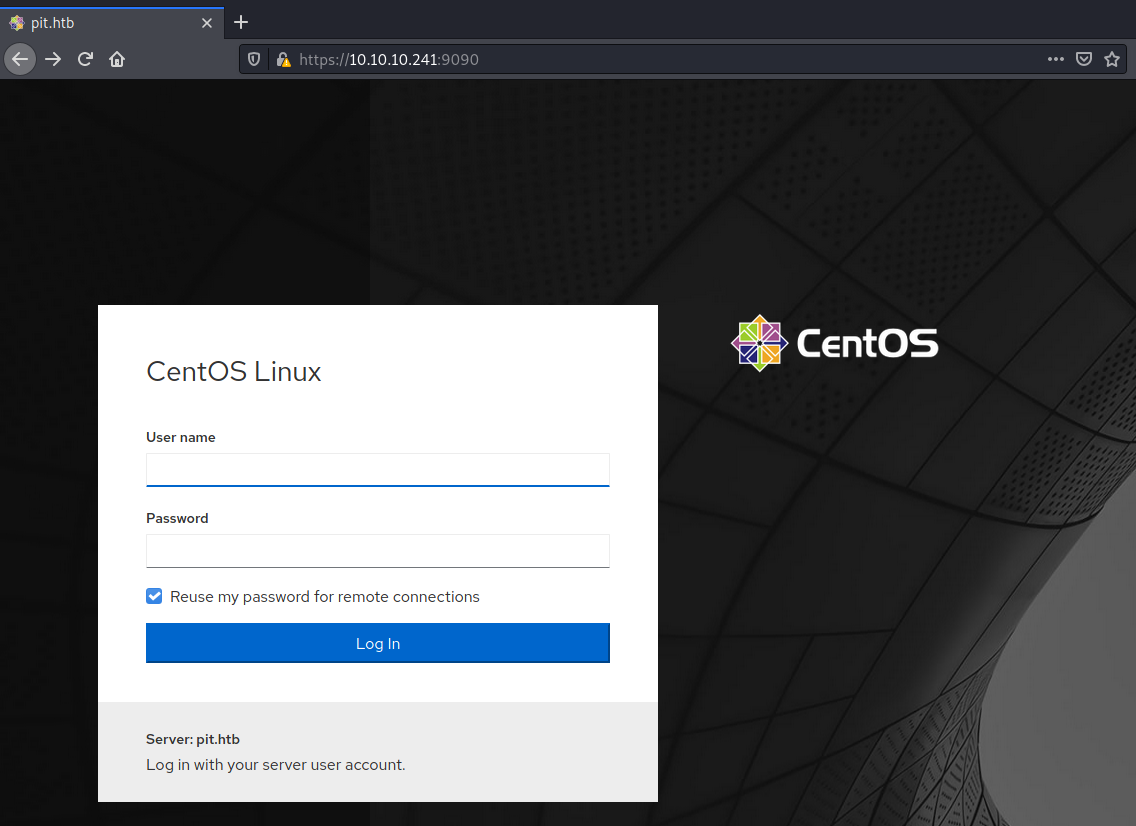 pit.htb
https://10.10.10.241:9090
CentOS
CentOS Linux
User name
Password
Reuse my password for remote connections
Log In
Server: pit.htb
Log in with your server user account.